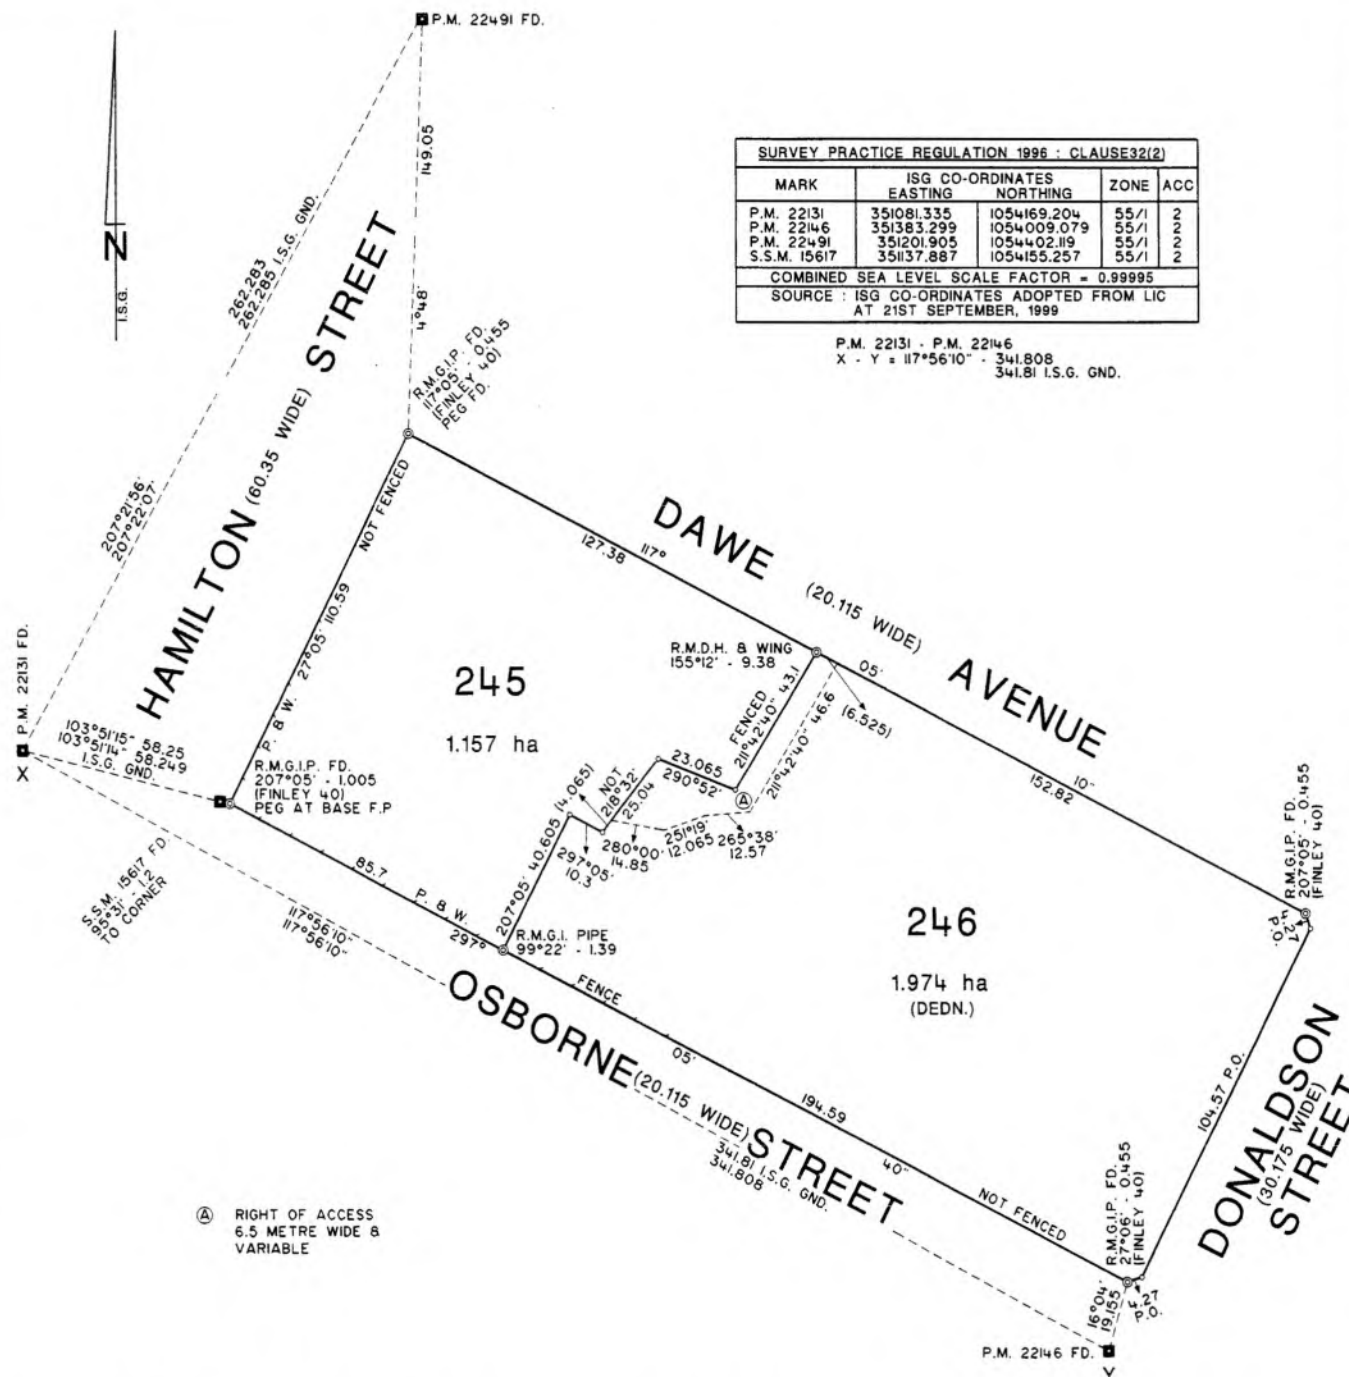 P.M. 22491 FD.
149.05
4°48'
262.283
262.285 I.S.G. GND.
207°21'56"
207°22'07"
N
I.S.G.
HAMILTON (60.35 WIDE) STREET
SURVEY PRACTICE REGULATION 1996 : CLAUSE32(2)
MARK ISG CO-ORDINATES ZONE ACC
EASTING NORTHING
P.M. 22131 351081.335 1054169.204 55/1 2
P.M. 22146 351383.299 1054009.079 55/1 2
P.M. 22491 351201.905 1054402.119 55/1 2
S.S.M. 15617 351137.887 1054155.257 55/1 2
COMBINED SEA LEVEL SCALE FACTOR = 0.99995
SOURCE : ISG CO-ORDINATES ADOPTED FROM LIC
AT 21ST SEPTEMBER, 1999
P.M. 22131 - P.M. 22146
X - Y = 117°56'10" - 341.808
341.81 I.S.G. GND.
R.M.G.I.P. FD.
117°05' - 0.455
(FINLEY 40)
PEG FD.
NOT FENCED
27°05' 110.59
P. & W.
127.38 117°
DAWE (20.115 WIDE) AVENUE
05'
10"
152.82
(6.525)
R.M.D.H. & WING
155°12' - 9.38
FENCED
211°42'40" 43.1
211°42'40" 46.6
245
1.157 ha
P.M. 22131 FD.
X
103°51'15" 58.25
103°51'14" 58.249
I.S.G. GND.
R.M.G.I.P. FD.
207°05' - 1.005
(FINLEY 40)
PEG AT BASE F.P
23.065
290°52'
A
NOT
218°32'
25.04
(4.065)
297°05'
10.3
280°00'
14.85
251°19'
12.065
265°38'
12.57
207°05' 40.605
85.7 P. & W.
297°
S.S.M. 15617 FD.
195°31' - 1.2
TO CORNER
117°56'10"
117°56'10"
R.M.G.I. PIPE
99°22' - 1.39
FENCE
05'
194.59
40"
NOT FENCED
246
1.974 ha
(DEDN.)
R.M.G.I.P. FD.
207°05' - 0.455
(FINLEY 40)
4.27
P.O.
104.57 P.O.
DONALDSON
(30.175 WIDE)
STREET
OSBORNE (20.115 WIDE) STREET
341.81 I.S.G. GND.
341.808
R.M.G.I.P. FD.
27°06' - 0.455
(FINLEY 40)
4.27
P.O.
16°04'
19.155
P.M. 22146 FD.
Y
A RIGHT OF ACCESS
6.5 METRE WIDE &
VARIABLE